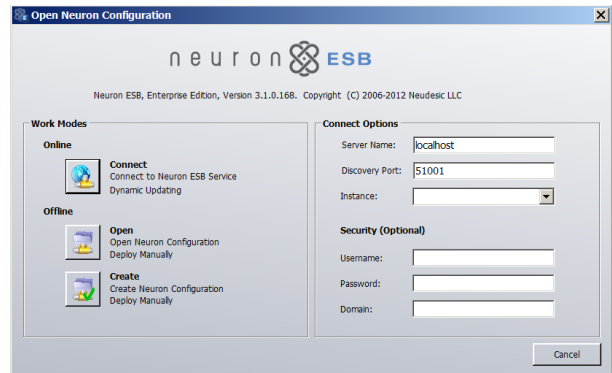 Open Neuron Configuration
neuron ESB
Neuron ESB, Enterprise Edition, Version 3.1.0.168. Copyright (C) 2006-2012 Neudesic LLC
Work Modes
Online
Connect
Connect to Neuron ESB Service
Dynamic Updating
Offline
Open
Open Neuron Configuration
Deploy Manually
Create
Create Neuron Configuration
Deploy Manually
Connect Options
Server Name: localhost
Discovery Port: 51001
Instance:
Security (Optional)
Username:
Password:
Domain:
Cancel